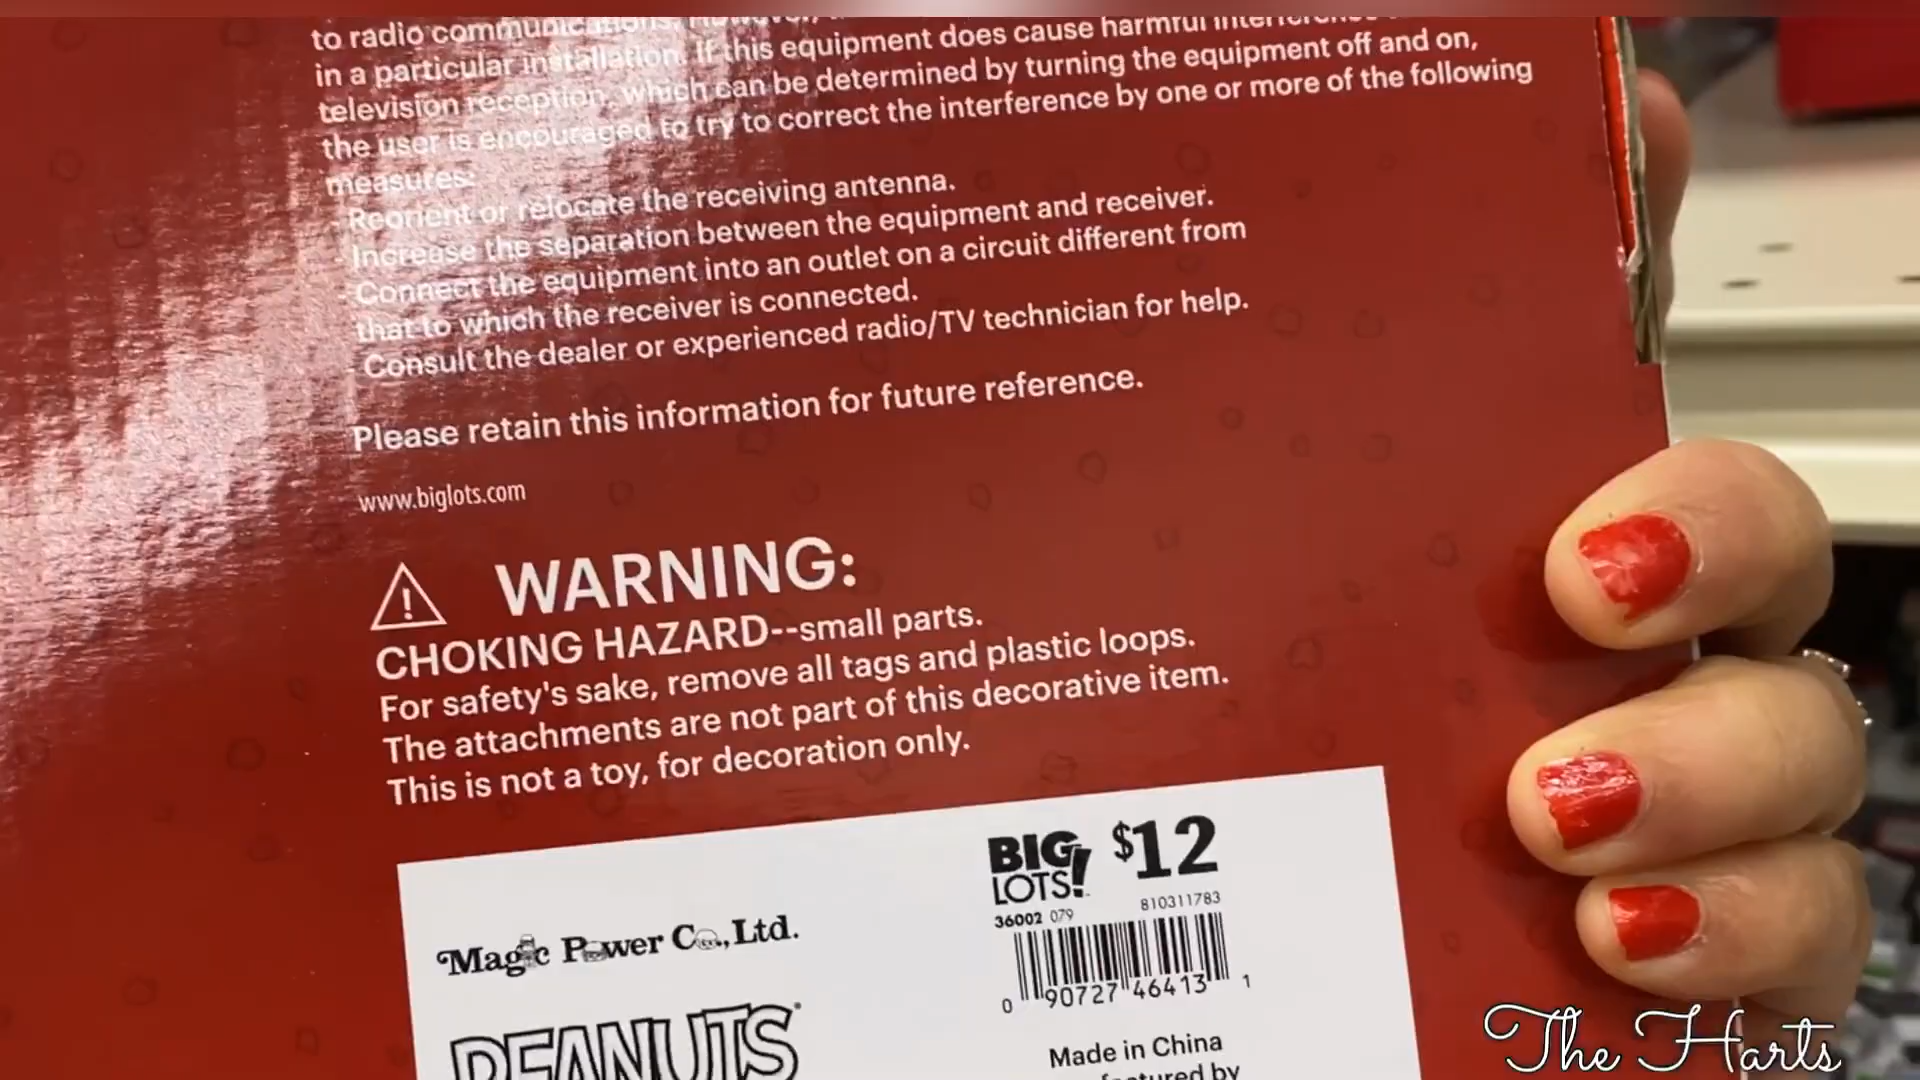 to radio communications. However,
in a particular installation. If this equipment does cause harmful interference
television reception, which can be determined by turning the equipment off and on,
the user is encouraged to try to correct the interference by one or more of the following
measures:
- Reorient or relocate the receiving antenna.
- Increase the separation between the equipment and receiver.
- Connect the equipment into an outlet on a circuit different from
that to which the receiver is connected.
- Consult the dealer or experienced radio/TV technician for help.
Please retain this information for future reference.
www.biglots.com
WARNING:
CHOKING HAZARD--small parts.
For safety's sake, remove all tags and plastic loops.
The attachments are not part of this decorative item.
This is not a toy, for decoration only.
BIG LOTS! $12
36002 079 810311783
Magic Power Co., Ltd.
0 90727 46413 1
PEANUTS
Made in China
by
The Harts